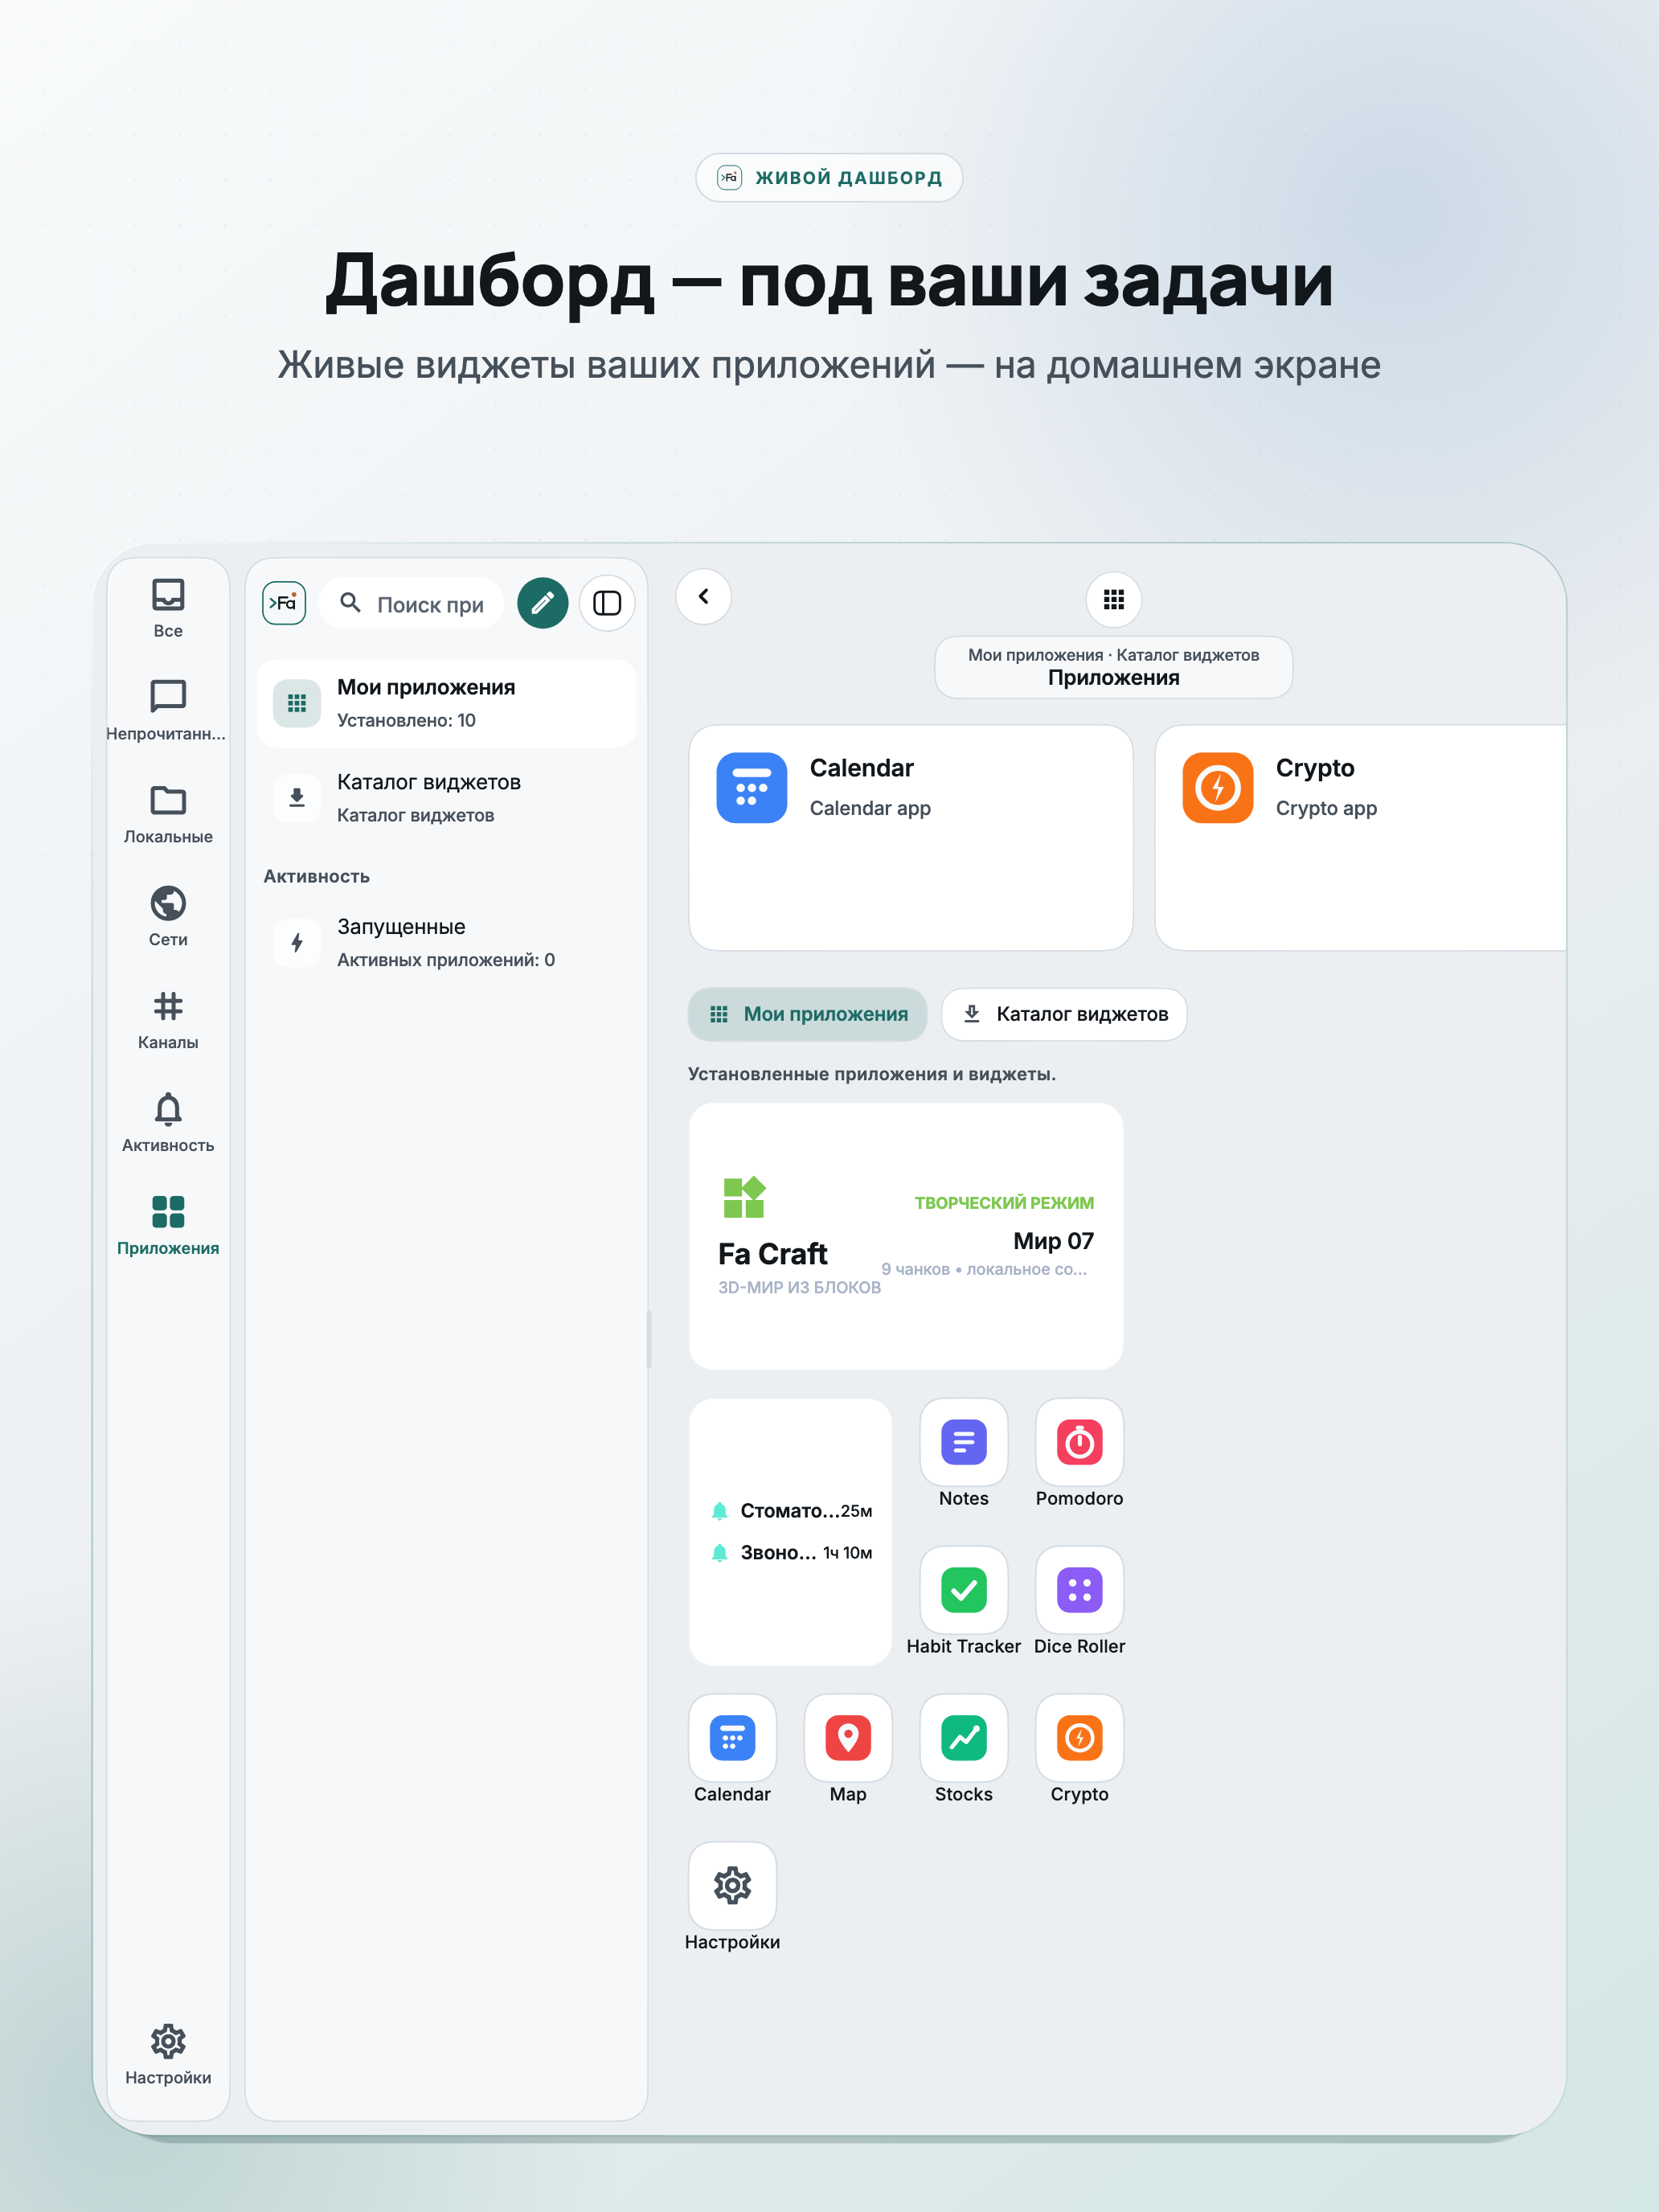 >Fa ЖИВОЙ ДАШБОРД
Дашборд — под ваши задачи
Живые виджеты ваших приложений — на домашнем экране
Все
Непрочитанн...
Локальные
Сети
Каналы
Активность
Приложения
Настройки
>Fa Поиск при
Мои приложения
Установлено: 10
Каталог виджетов
Каталог виджетов
Активность
Запущенные
Активных приложений: 0
Мои приложения · Каталог виджетов
Приложения
Calendar
Calendar app
Crypto
Crypto app
Мои приложения
Каталог виджетов
Установленные приложения и виджеты.
Fa Craft
3D-МИР ИЗ БЛОКОВ
ТВОРЧЕСКИЙ РЕЖИМ
Мир 07
9 чанков • локальное со...
Стомато...25м
Звоно... 1ч 10м
Notes
Pomodoro
Habit Tracker
Dice Roller
Calendar
Map
Stocks
Crypto
Настройки